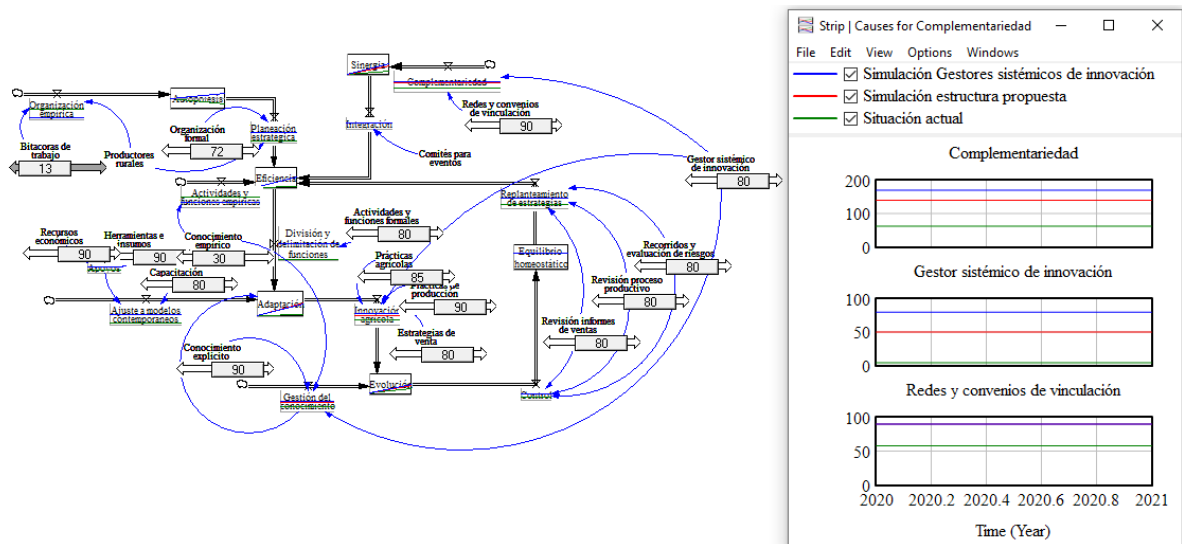 Sinergia
Complementariedad
Organización
empírica
Autopoiesis
Redes y convenios
de vinculación
90
Bitacoras de
trabajo
13
Productores
rurales
Organización
formal
72
Planeación
estrategica
Integración
Comités para
eventos
Gestor sistémico
de innovación
80
Eficiencia
Actividades y
funciones empíricas
Replanteamiento
de estrategias
Recursos
económicos
90
Herramientas e
insumos
90
Conocimiento
empírico
30
Apoyos
Capacitación
80
División y
delimitación de
funciones
Actividades y
funciones formales
80
Prácticas
agrícolas
85
Prácticas de
producción
90
Equilibrio
homeostático
Recorridos y
evaluación de riesgos
80
Revisión proceso
productivo
80
Ajuste a modelos
contemporaneos
Adaptación
Innovación
agrícola
Estrategias de
venta
80
Revisión informes
de ventas
80
Conocimiento
explicito
90
Evolución
Gestión del
conocimiento
Control
Strip | Causes for Complementariedad
File Edit View Options Windows
Simulación Gestores sistémicos de innovación
Simulación estructura propuesta
Situación actual
Complementariedad
200
100
0
Gestor sistémico de innovación
100
50
0
Redes y convenios de vinculación
100
50
0
2020 2020.2 2020.4 2020.6 2020.8 2021
Time (Year)